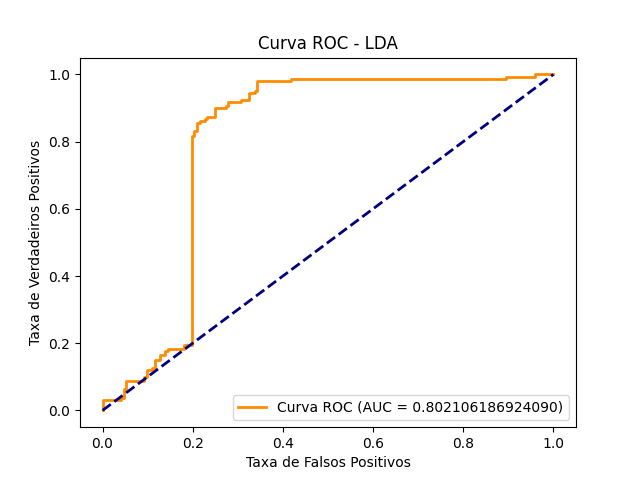 Curva ROC - LDA
1.0
0.8
0.6
0.4
0.2
0.0
Taxa de Verdadeiros Positivos
Curva ROC (AUC = 0.802106186924090)
0.0 0.2 0.4 0.6 0.8 1.0
Taxa de Falsos Positivos